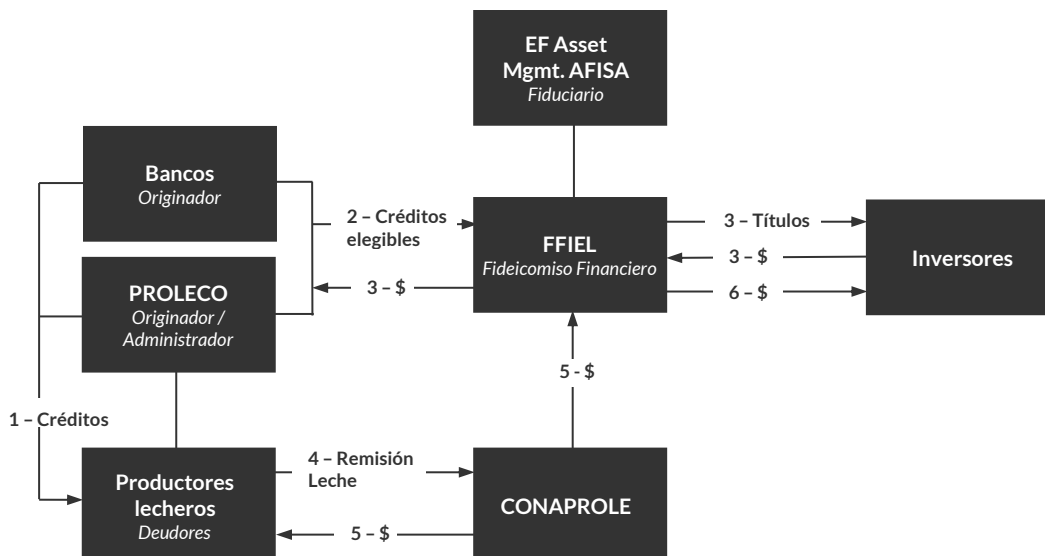 EF Asset
Mgmt. AFISA
Fiduciario
Bancos
Originador
2 – Créditos
elegibles
FFIEL
Fideicomiso Financiero
3 – Títulos
3 – $
6 – $
Inversores
PROLECO
Originador /
Administrador
3 – $
5 - $
1 – Créditos
Productores
lecheros
Deudores
4 – Remisión
Leche
5 – $
CONAPROLE